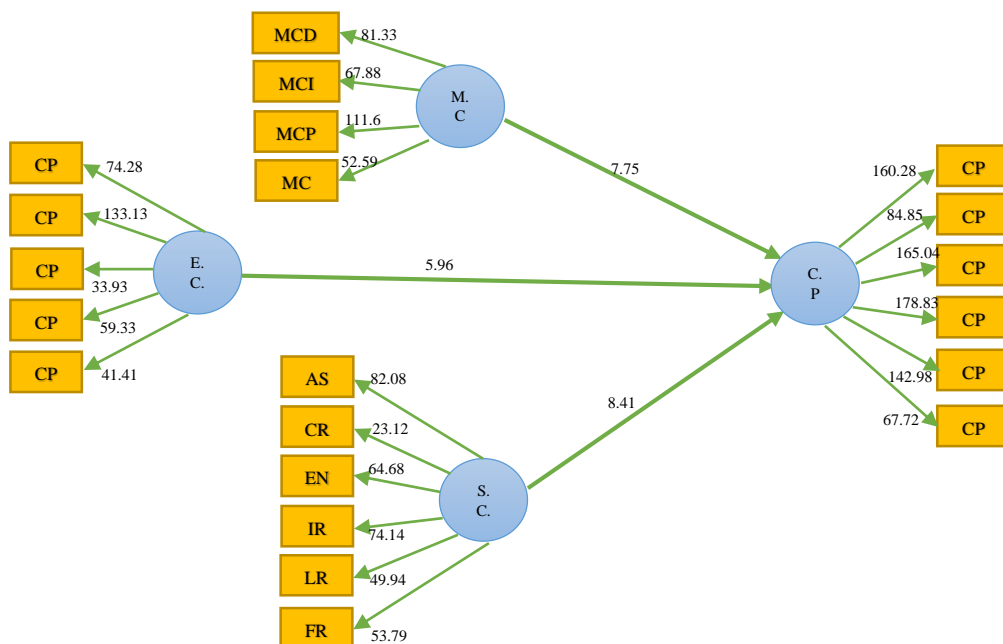 MCD
81.33
MCI
67.88
MCP
111.6
MC
52.59
M.
C
7.75
CP
74.28
CP
133.13
CP
33.93
CP
59.33
CP
41.41
E.
C.
5.96
AS
82.08
CR
23.12
EN
64.68
IR
74.14
LR
49.94
FR
53.79
S.
C.
8.41
C.
P
160.28
CP
84.85
CP
165.04
CP
178.83
CP
142.98
CP
67.72
CP